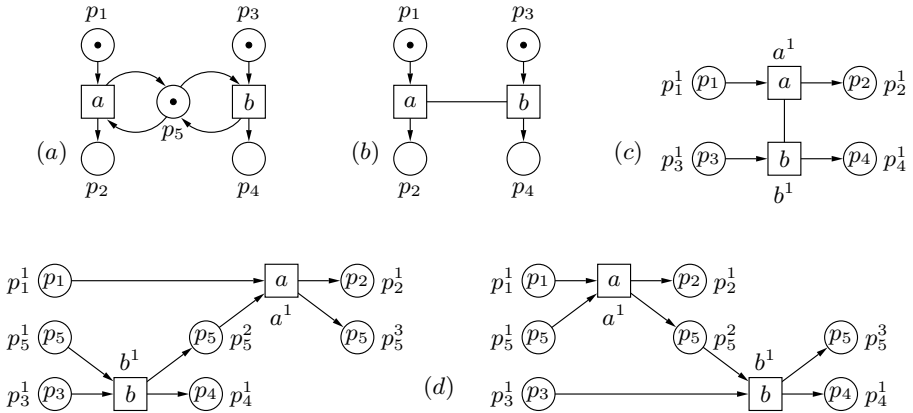 p₁ p₃ p₁ p₃
a b a b
p₅
(a) (b)
p₂ p₄ p₂ p₄
a¹
p₁¹ p₁ a p₂ p₂¹
(c)
p₃¹ p₃ b p₄ p₄¹
b¹
p₁¹ p₁ a p₂ p₂¹
a¹
p₅¹ p₅ p₅ p₅² p₅ p₅³
b¹
p₃¹ p₃ b p₄ p₄¹
(d)
p₁¹ p₁ a p₂ p₂¹
a¹
p₅¹ p₅ p₅ p₅² p₅ p₅³
b¹
p₃¹ p₃ b p₄ p₄¹